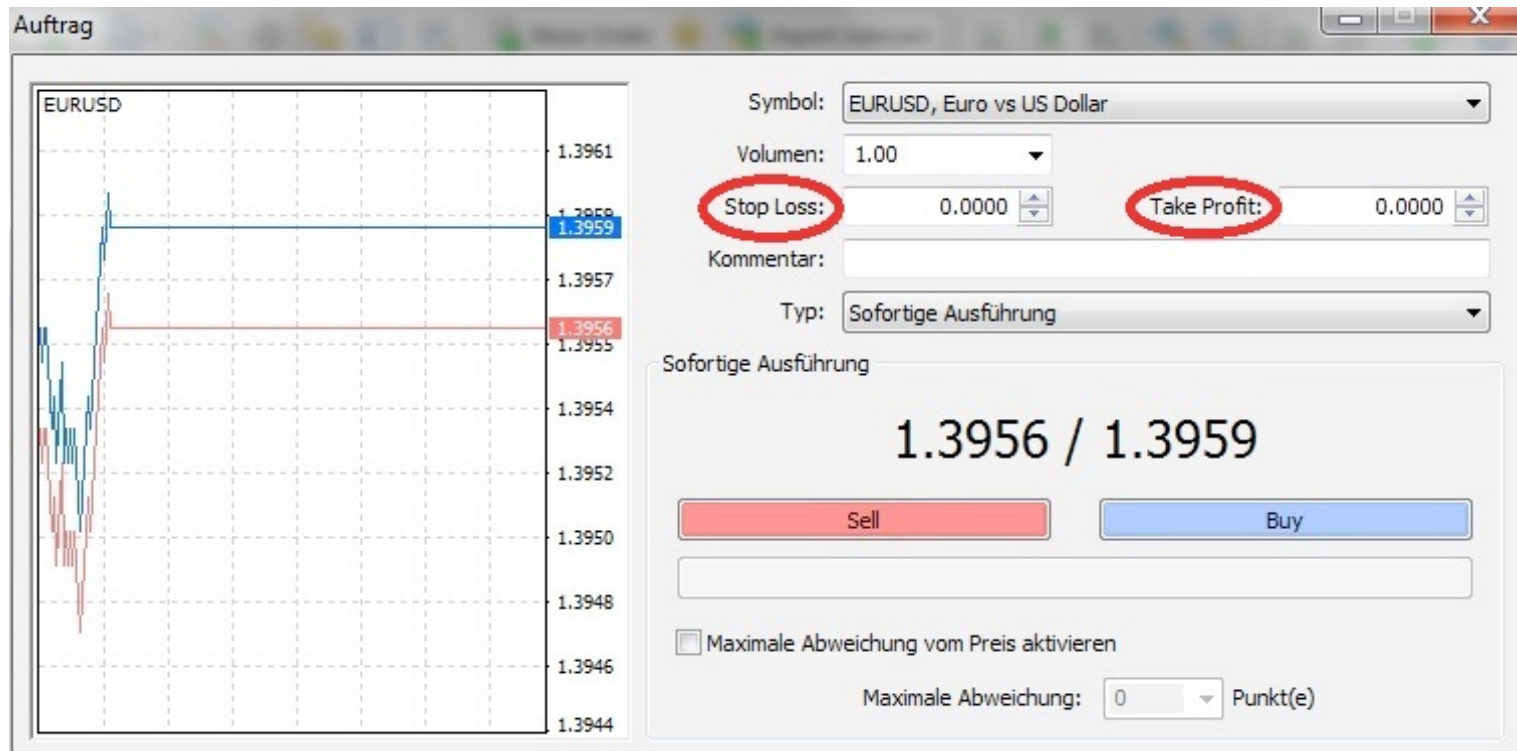 Auftrag
EURUSD
1.3961
1.3959
1.3959
1.3957
1.3956
1.3955
1.3954
1.3952
1.3950
1.3948
1.3946
1.3944
Symbol: EURUSD, Euro vs US Dollar
Volumen: 1.00
Stop Loss: 0.0000 Take Profit: 0.0000
Kommentar:
Typ: Sofortige Ausführung
Sofortige Ausführung
1.3956 / 1.3959
Sell Buy
Maximale Abweichung vom Preis aktivieren
Maximale Abweichung: 0 Punkt(e)